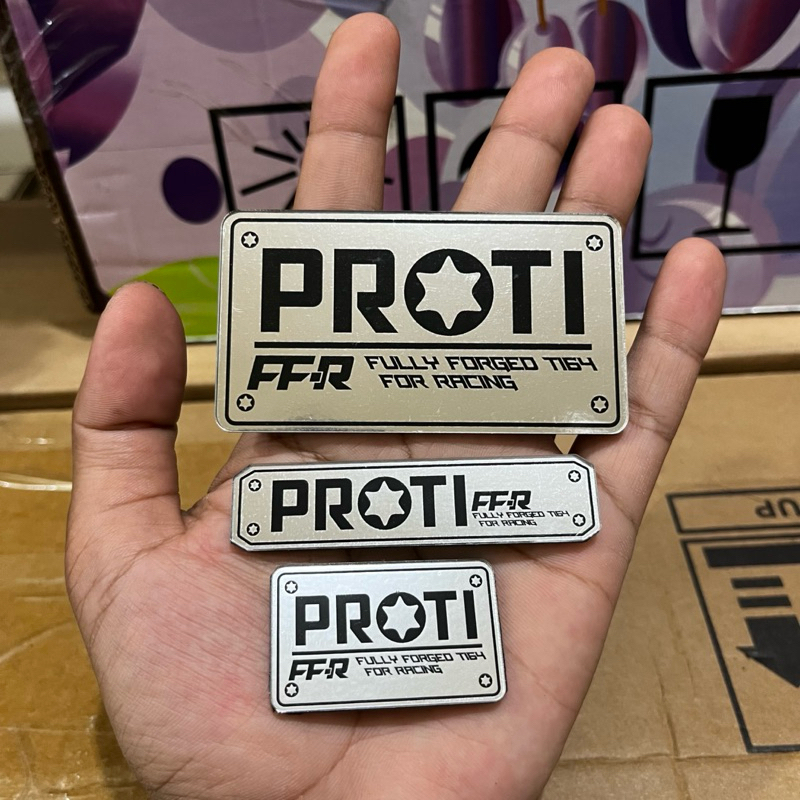 PROTI
FF-R FULLY FORGED TI64
FOR RACING
PROTI FF-R
FULLY FORGED TI64
FOR RACING
PROTI
FF-R FULLY FORGED TI64
FOR RACING
UP